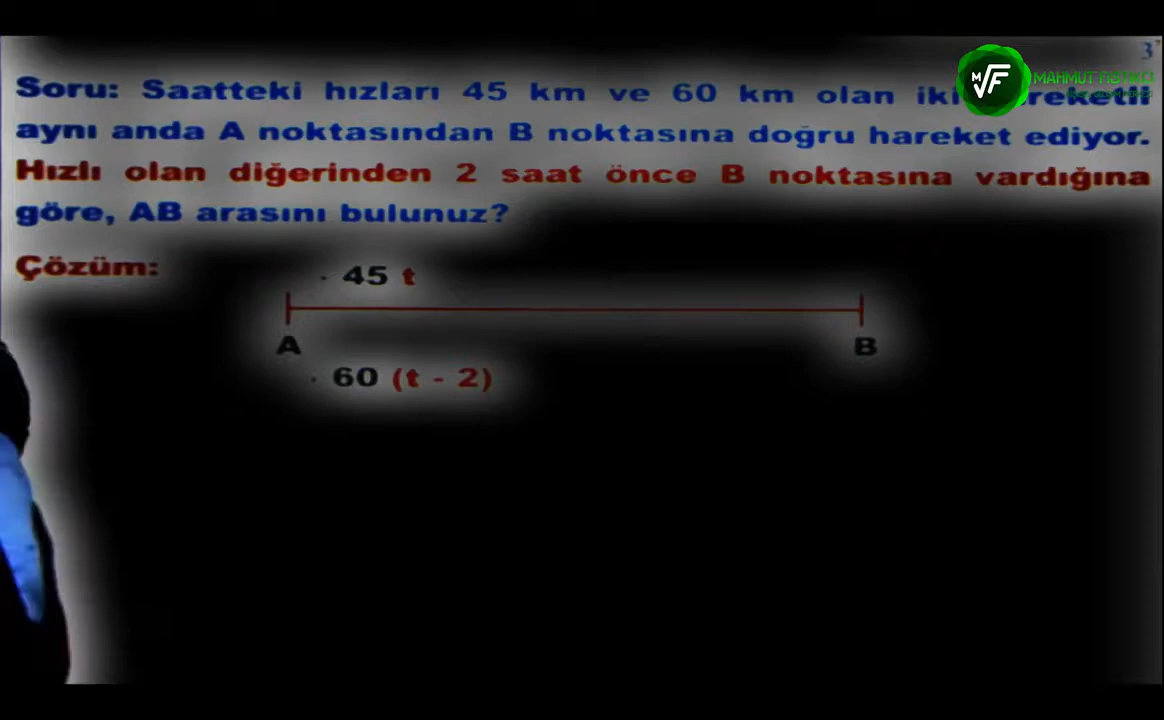 3
Soru: Saatteki hızları 45 km ve 60 km olan iki
aynı anda A noktasından B noktasına doğru hareket ediyor.
Hızlı olan diğerinden 2 saat önce B noktasına vardığına
göre, AB arasını bulunuz?
Çözüm:
45 t
A
B
60 (t - 2)
M√F
MAHMUT